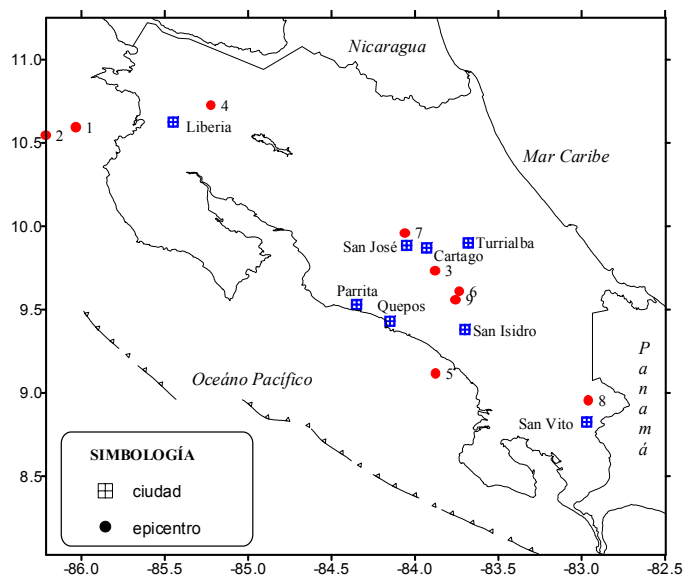 11.0
10.5
10.0
9.5
9.0
8.5
Nicaragua
Mar Caribe
4
1
2
Liberia
7
San José
Turrialba
Cartago
3
6
9
Parrita
Quepos
San Isidro
5
Oceáno Pacífico
8
San Vito
P
a
n
a
m
á
SIMBOLOGÍA
ciudad
epicentro
-86.0 -85.5 -85.0 -84.5 -84.0 -83.5 -83.0 -82.5